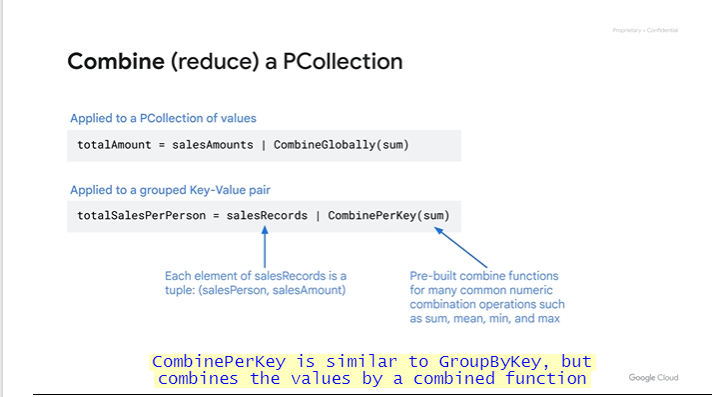 Proprietary + Confidential
Combine (reduce) a PCollection
Applied to a PCollection of values
totalAmount = salesAmounts | CombineGlobally(sum)
Applied to a grouped Key-Value pair
totalSalesPerPerson = salesRecords | CombinePerKey(sum)
Each element of salesRecords is a
tuple: (salesPerson, salesAmount)
Pre-built combine functions
for many common numeric
combination operations such
as sum, mean, min, and max
CombinePerKey is similar to GroupByKey, but
combines the values by a combined function
Google Cloud